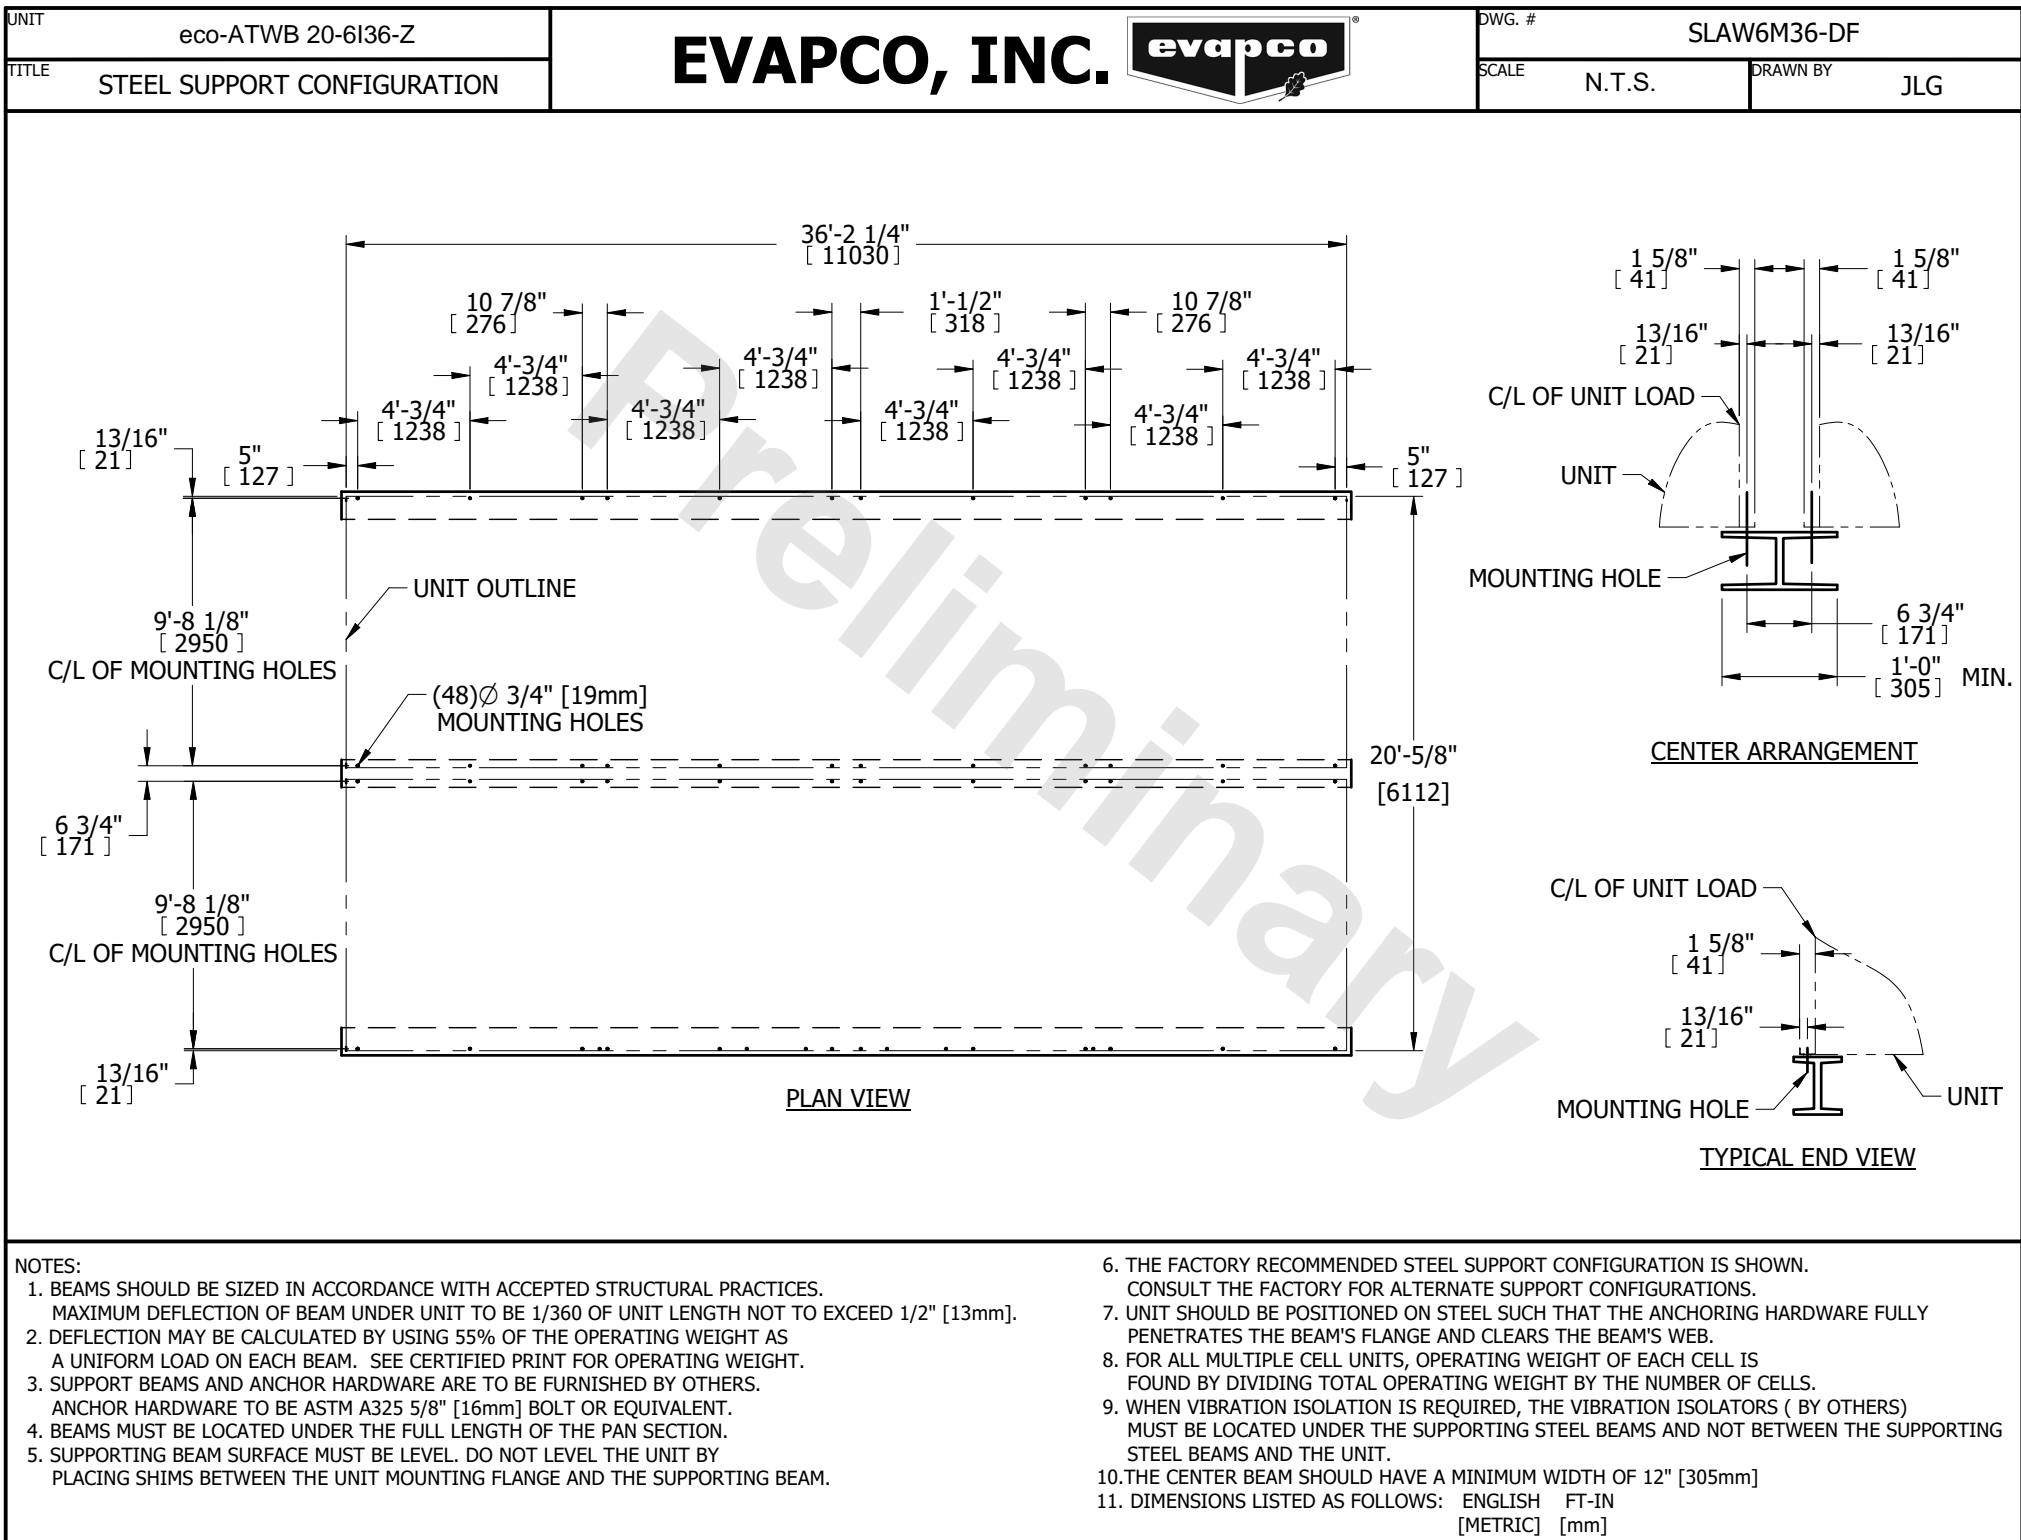 UNIT
eco-ATWB 20-6I36-Z
TITLE
STEEL SUPPORT CONFIGURATION
EVAPCO, INC.
evapco®
DWG. #
SLAW6M36-DF
SCALE
N.T.S.
DRAWN BY
JLG
36'-2 1/4"
[ 11030 ]
10 7/8"
[ 276 ]
1'-1/2"
[ 318 ]
10 7/8"
[ 276 ]
4'-3/4"
[ 1238 ]
4'-3/4"
[ 1238 ]
4'-3/4"
[ 1238 ]
4'-3/4"
[ 1238 ]
4'-3/4"
[ 1238 ]
4'-3/4"
[ 1238 ]
4'-3/4"
[ 1238 ]
4'-3/4"
[ 1238 ]
13/16"
[ 21 ]
5"
[ 127 ]
5"
[ 127 ]
UNIT OUTLINE
9'-8 1/8"
[ 2950 ]
C/L OF MOUNTING HOLES
(48)Ø 3/4" [19mm]
MOUNTING HOLES
20'-5/8"
[6112]
6 3/4"
[ 171 ]
9'-8 1/8"
[ 2950 ]
C/L OF MOUNTING HOLES
13/16"
[ 21 ]
PLAN VIEW
Preliminary
1 5/8"
[ 41 ]
1 5/8"
[ 41 ]
13/16"
[ 21 ]
13/16"
[ 21 ]
C/L OF UNIT LOAD
UNIT
MOUNTING HOLE
6 3/4"
[ 171 ]
1'-0"
[ 305 ] MIN.
CENTER ARRANGEMENT
C/L OF UNIT LOAD
1 5/8"
[ 41 ]
13/16"
[ 21 ]
MOUNTING HOLE
UNIT
TYPICAL END VIEW
NOTES:
1. BEAMS SHOULD BE SIZED IN ACCORDANCE WITH ACCEPTED STRUCTURAL PRACTICES.
MAXIMUM DEFLECTION OF BEAM UNDER UNIT TO BE 1/360 OF UNIT LENGTH NOT TO EXCEED 1/2" [13mm].
2. DEFLECTION MAY BE CALCULATED BY USING 55% OF THE OPERATING WEIGHT AS
A UNIFORM LOAD ON EACH BEAM. SEE CERTIFIED PRINT FOR OPERATING WEIGHT.
3. SUPPORT BEAMS AND ANCHOR HARDWARE ARE TO BE FURNISHED BY OTHERS.
ANCHOR HARDWARE TO BE ASTM A325 5/8" [16mm] BOLT OR EQUIVALENT.
4. BEAMS MUST BE LOCATED UNDER THE FULL LENGTH OF THE PAN SECTION.
5. SUPPORTING BEAM SURFACE MUST BE LEVEL. DO NOT LEVEL THE UNIT BY
PLACING SHIMS BETWEEN THE UNIT MOUNTING FLANGE AND THE SUPPORTING BEAM.
6. THE FACTORY RECOMMENDED STEEL SUPPORT CONFIGURATION IS SHOWN.
CONSULT THE FACTORY FOR ALTERNATE SUPPORT CONFIGURATIONS.
7. UNIT SHOULD BE POSITIONED ON STEEL SUCH THAT THE ANCHORING HARDWARE FULLY
PENETRATES THE BEAM'S FLANGE AND CLEARS THE BEAM'S WEB.
8. FOR ALL MULTIPLE CELL UNITS, OPERATING WEIGHT OF EACH CELL IS
FOUND BY DIVIDING TOTAL OPERATING WEIGHT BY THE NUMBER OF CELLS.
9. WHEN VIBRATION ISOLATION IS REQUIRED, THE VIBRATION ISOLATORS ( BY OTHERS)
MUST BE LOCATED UNDER THE SUPPORTING STEEL BEAMS AND NOT BETWEEN THE SUPPORTING
STEEL BEAMS AND THE UNIT.
10.THE CENTER BEAM SHOULD HAVE A MINIMUM WIDTH OF 12" [305mm]
11. DIMENSIONS LISTED AS FOLLOWS: ENGLISH FT-IN
[METRIC] [mm]